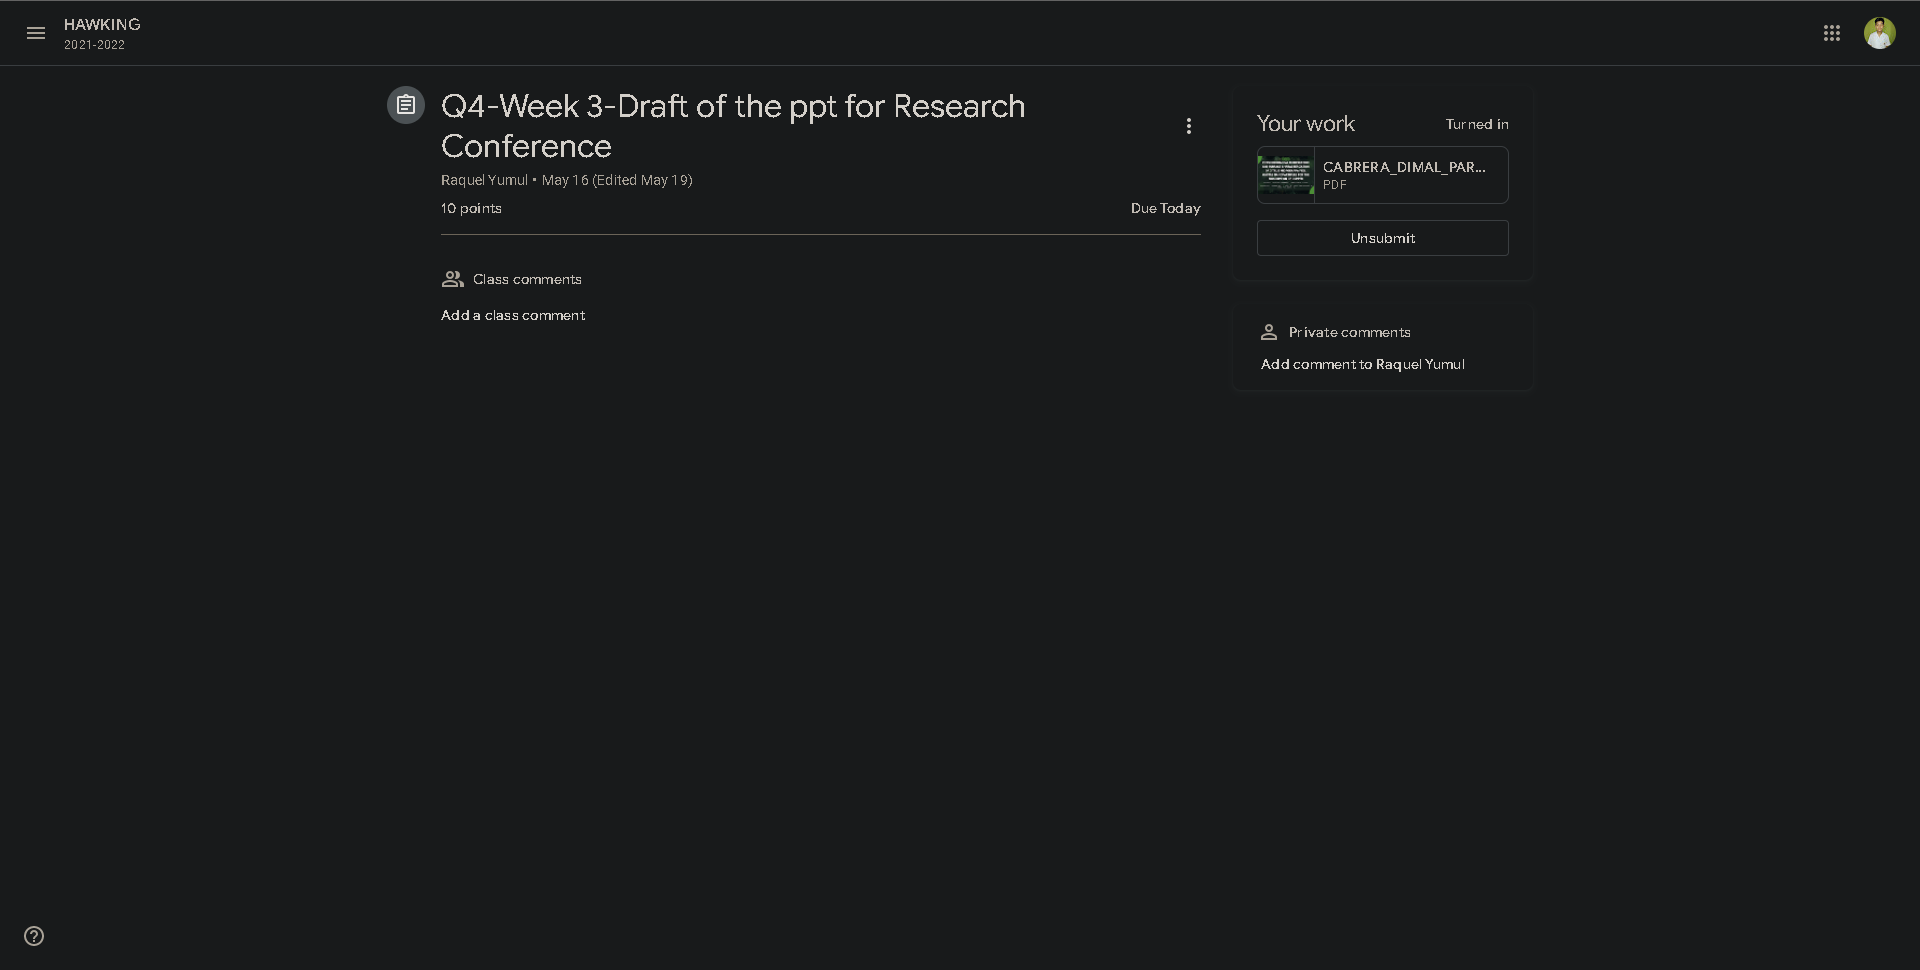 HAWKING
2021-2022
Q4-Week 3-Draft of the ppt for Research
Conference
Raquel Yumul • May 16 (Edited May 19)
10 points
Due Today
Class comments
Add a class comment
Your work
Turned in
CABRERA_DIMAL_PAR...
PDF
Unsubmit
Private comments
Add comment to Raquel Yumul